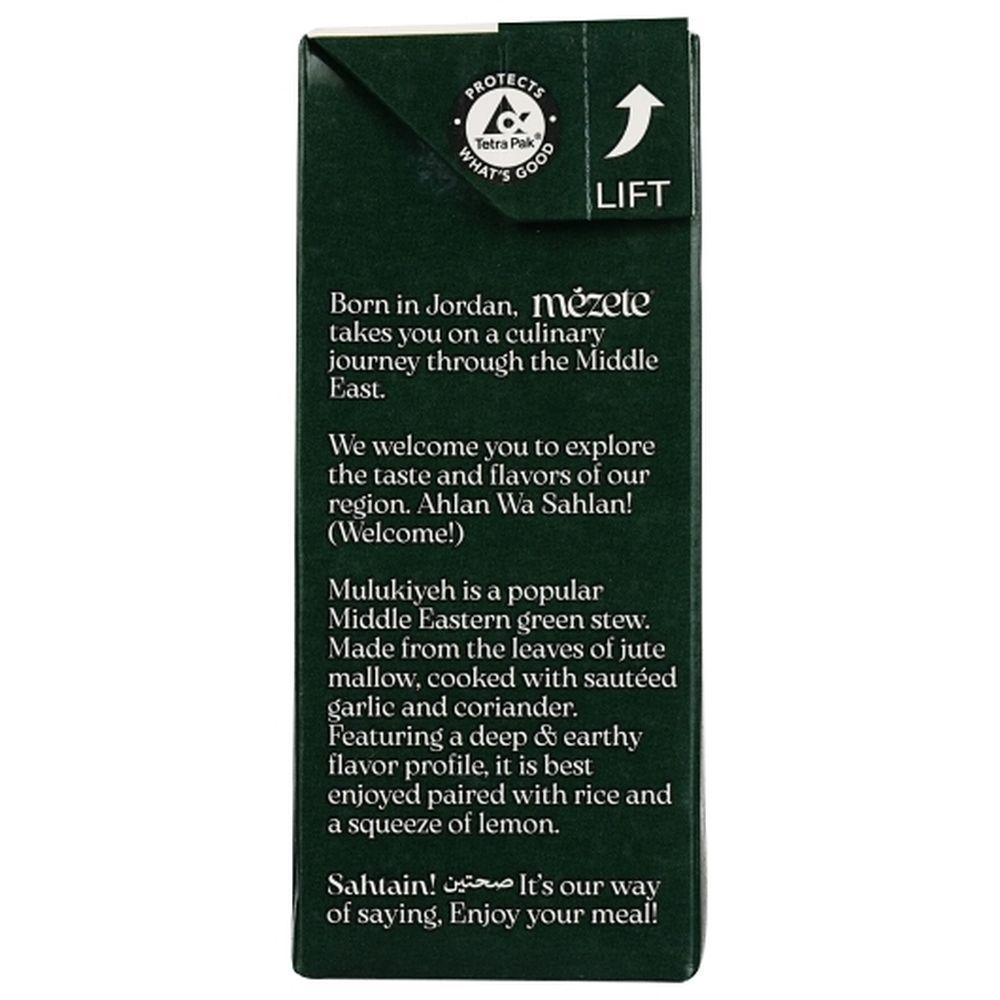 PROTECTS
Tetra Pak®
WHAT'S GOOD
LIFT
Born in Jordan, mézete
takes you on a culinary
journey through the Middle
East.
We welcome you to explore
the taste and flavors of our
region. Ahlan Wa Sahlan!
(Welcome!)
Mulukiyeh is a popular
Middle Eastern green stew.
Made from the leaves of jute
mallow, cooked with sautéed
garlic and coriander.
Featuring a deep & earthy
flavor profile, it is best
enjoyed paired with rice and
a squeeze of lemon.
Sahtain! صحتين It's our way
of saying, Enjoy your meal!